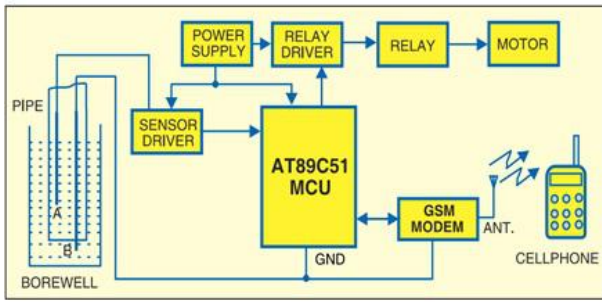 POWER
SUPPLY
RELAY
DRIVER
RELAY
MOTOR
PIPE
SENSOR
DRIVER
AT89C51
MCU
A
B
GSM
MODEM
ANT.
GND
CELLPHONE
BOREWELL